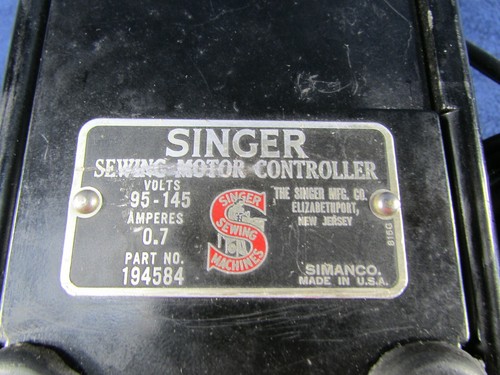 SINGER
SEWING MOTOR CONTROLLER
VOLTS
95-145
AMPERES
0.7
PART NO.
194584
SINGER
SEWING
MACHINES
THE SINGER MFG. CO.
ELIZABETHPORT,
NEW JERSEY
SIMANCO.
MADE IN U.S.A.